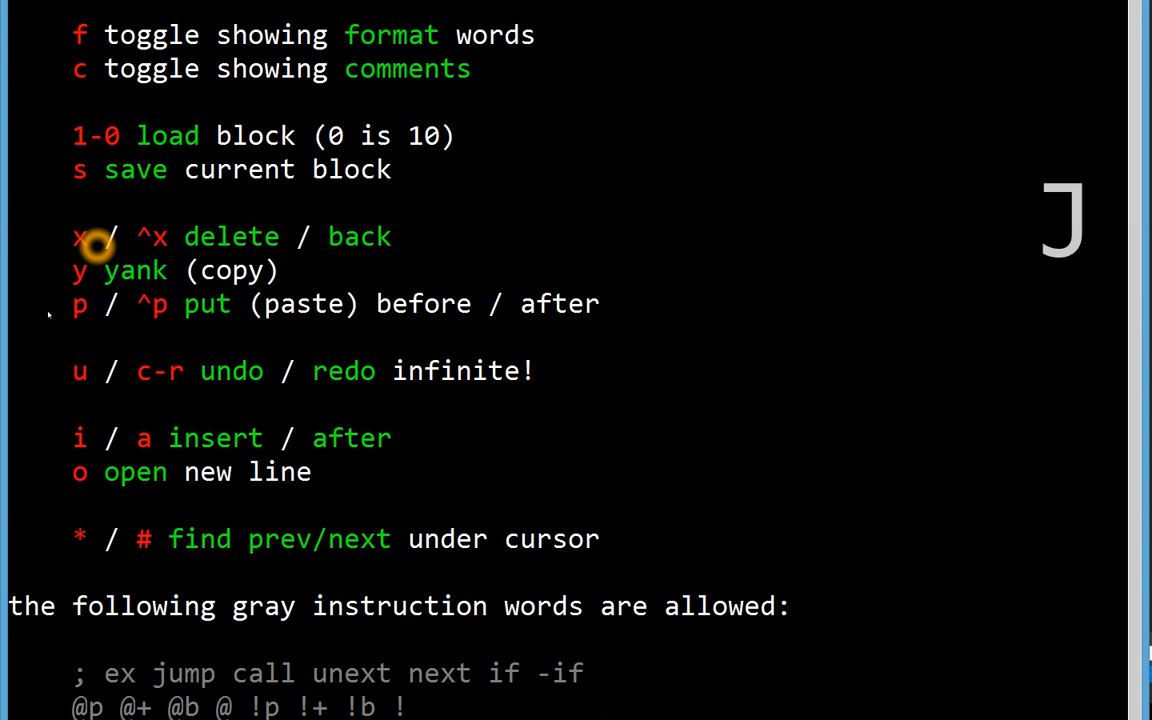 f toggle showing format words
c toggle showing comments
1-0 load block (0 is 10)
s save current block
J
x / ^x delete / back
y yank (copy)
p / ^p put (paste) before / after
u / c-r undo / redo infinite!
i / a insert / after
o open new line
* / # find prev/next under cursor
the following gray instruction words are allowed:
; ex jump call unext next if -if
@p @+ @b @ !p !+ !b !